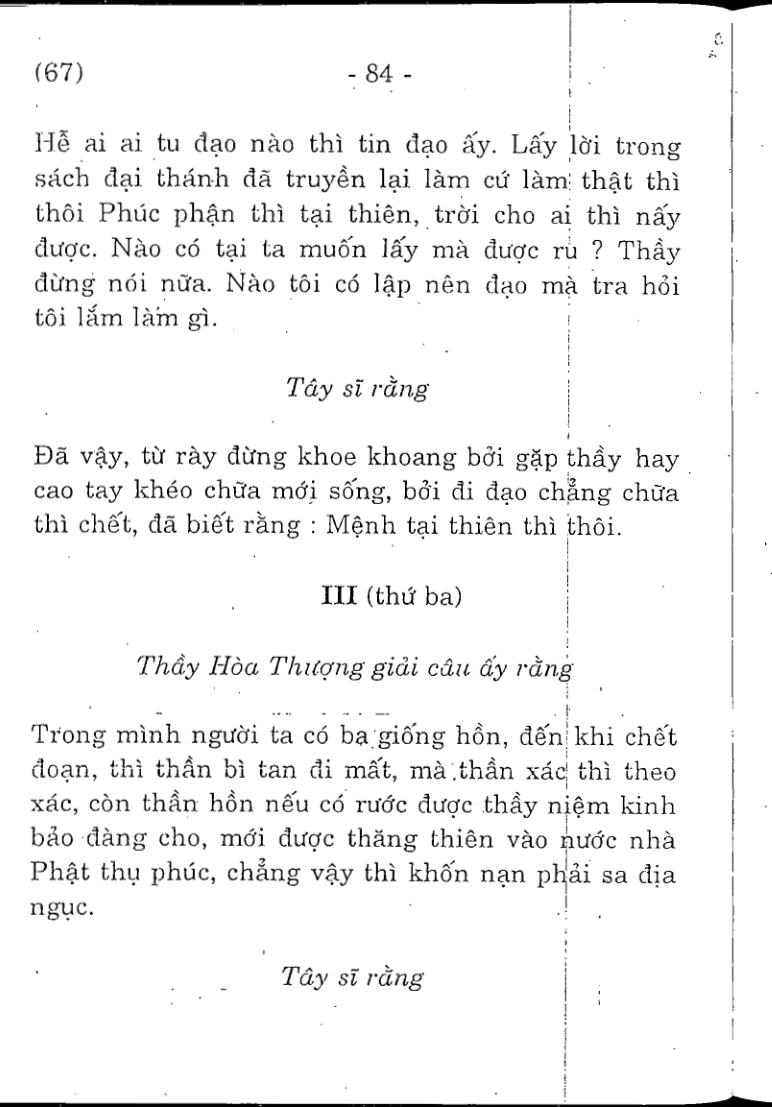 (67) - 84 -
Hễ ai ai tu đạo nào thì tin đạo ấy. Lấy lời trong
sách đại thánh đã truyền lại làm cứ làm thật thì
thôi Phúc phận thì tại thiên, trời cho ai thì nấy
được. Nào có tại ta muốn lấy mà được ru ? Thầy
đừng nói nữa. Nào tôi có lập nên đạo mà tra hỏi
tôi lắm làm gì.
Tây sĩ rằng
Đã vậy, từ rày đừng khoe khoang bởi gặp thầy hay
cao tay khéo chữa mới sống, bởi đi đạo chẳng chữa
thì chết, đã biết rằng : Mệnh tại thiên thì thôi.
III (thứ ba)
Thầy Hòa Thượng giải câu ấy rằng
Trong mình người ta có ba giống hồn, đến khi chết
đoạn, thì thần bì tan đi mất, mà thần xác thì theo
xác, còn thần hồn nếu có rước được thầy niệm kinh
bảo đàng cho, mới được thăng thiên vào nước nhà
Phật thụ phúc, chẳng vậy thì khốn nạn phải sa địa
ngục.
Tây sĩ rằng